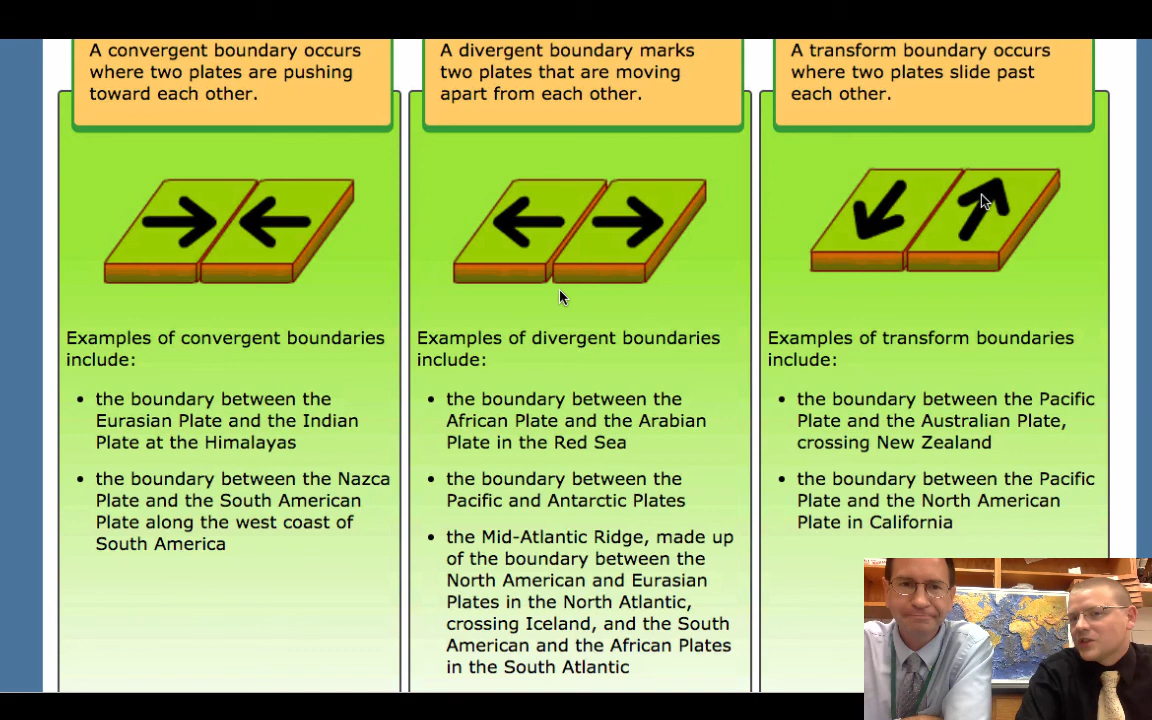 A convergent boundary occurs
where two plates are pushing
toward each other.
A divergent boundary marks
two plates that are moving
apart from each other.
A transform boundary occurs
where two plates slide past
each other.
Examples of convergent boundaries
include:
• the boundary between the
Eurasian Plate and the Indian
Plate at the Himalayas
• the boundary between the Nazca
Plate and the South American
Plate along the west coast of
South America
Examples of divergent boundaries
include:
• the boundary between the
African Plate and the Arabian
Plate in the Red Sea
• the boundary between the
Pacific and Antarctic Plates
• the Mid-Atlantic Ridge, made up
of the boundary between the
North American and Eurasian
Plates in the North Atlantic,
crossing Iceland, and the South
American and the African Plates
in the South Atlantic
Examples of transform boundaries
include:
• the boundary between the Pacific
Plate and the Australian Plate,
crossing New Zealand
• the boundary between the Pacific
Plate and the North American
Plate in California